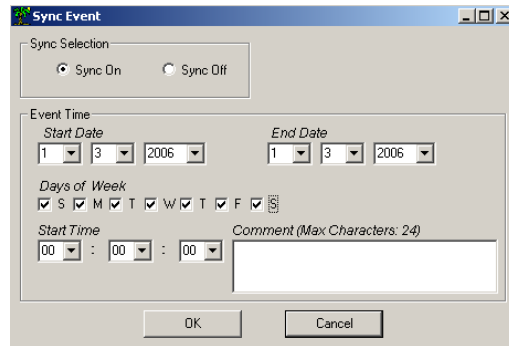 Sync Event
Sync Selection
Sync On Sync Off
Event Time
Start Date End Date
1 3 2006 1 3 2006
Days of Week
S M T W T F S
Start Time Comment (Max Characters: 24)
00 : 00 : 00
OK Cancel